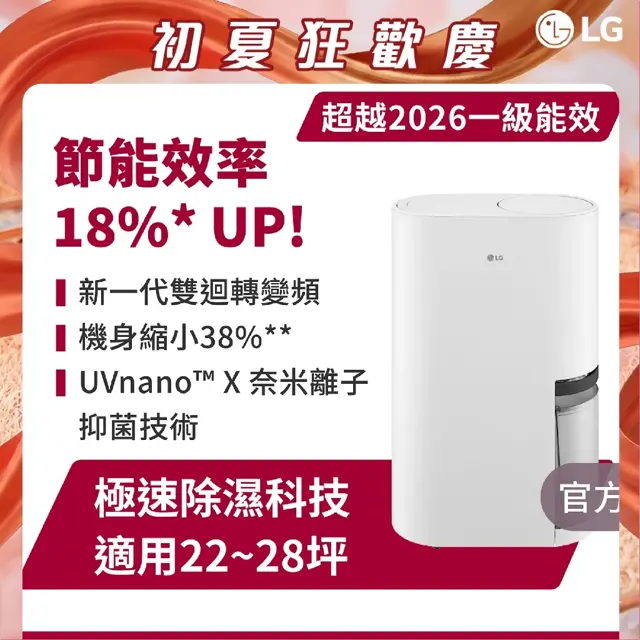 初夏狂歡慶
LG
超越2026一級能效
節能效率
18%* UP!
新一代雙迴轉變頻
機身縮小38%**
UVnano™ X 奈米離子
抑菌技術
LG
極速除濕科技
適用22~28坪
官方